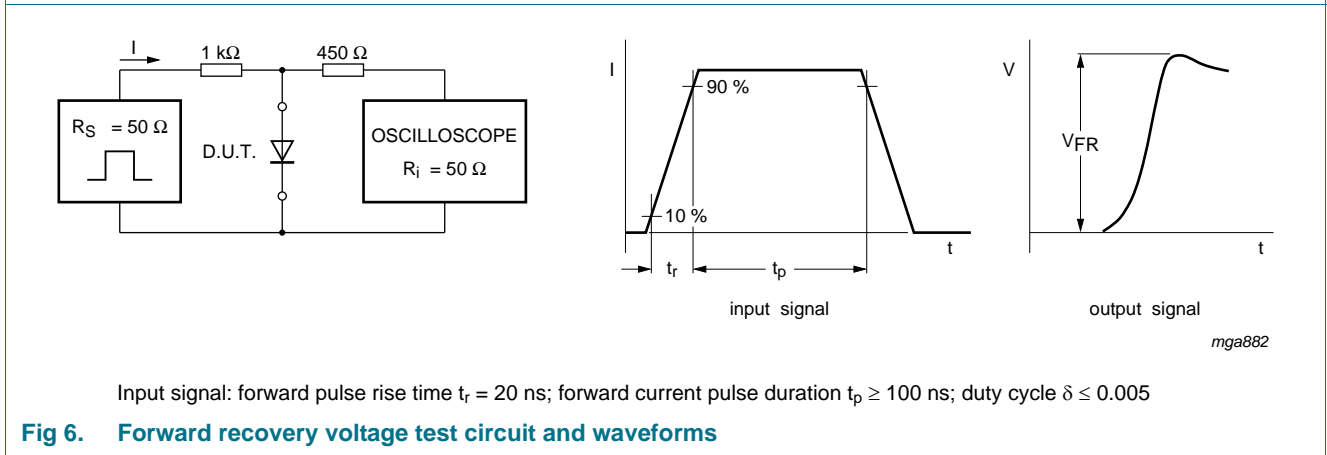 I
1 kΩ
450 Ω
R_S = 50 Ω
D.U.T.
OSCILLOSCOPE
R_i = 50 Ω
I
90 %
10 %
t
t_r
t_p
input signal
V
V_FR
t
output signal
mga882
Input signal: forward pulse rise time t_r = 20 ns; forward current pulse duration t_p ≥ 100 ns; duty cycle δ ≤ 0.005
Fig 6. Forward recovery voltage test circuit and waveforms